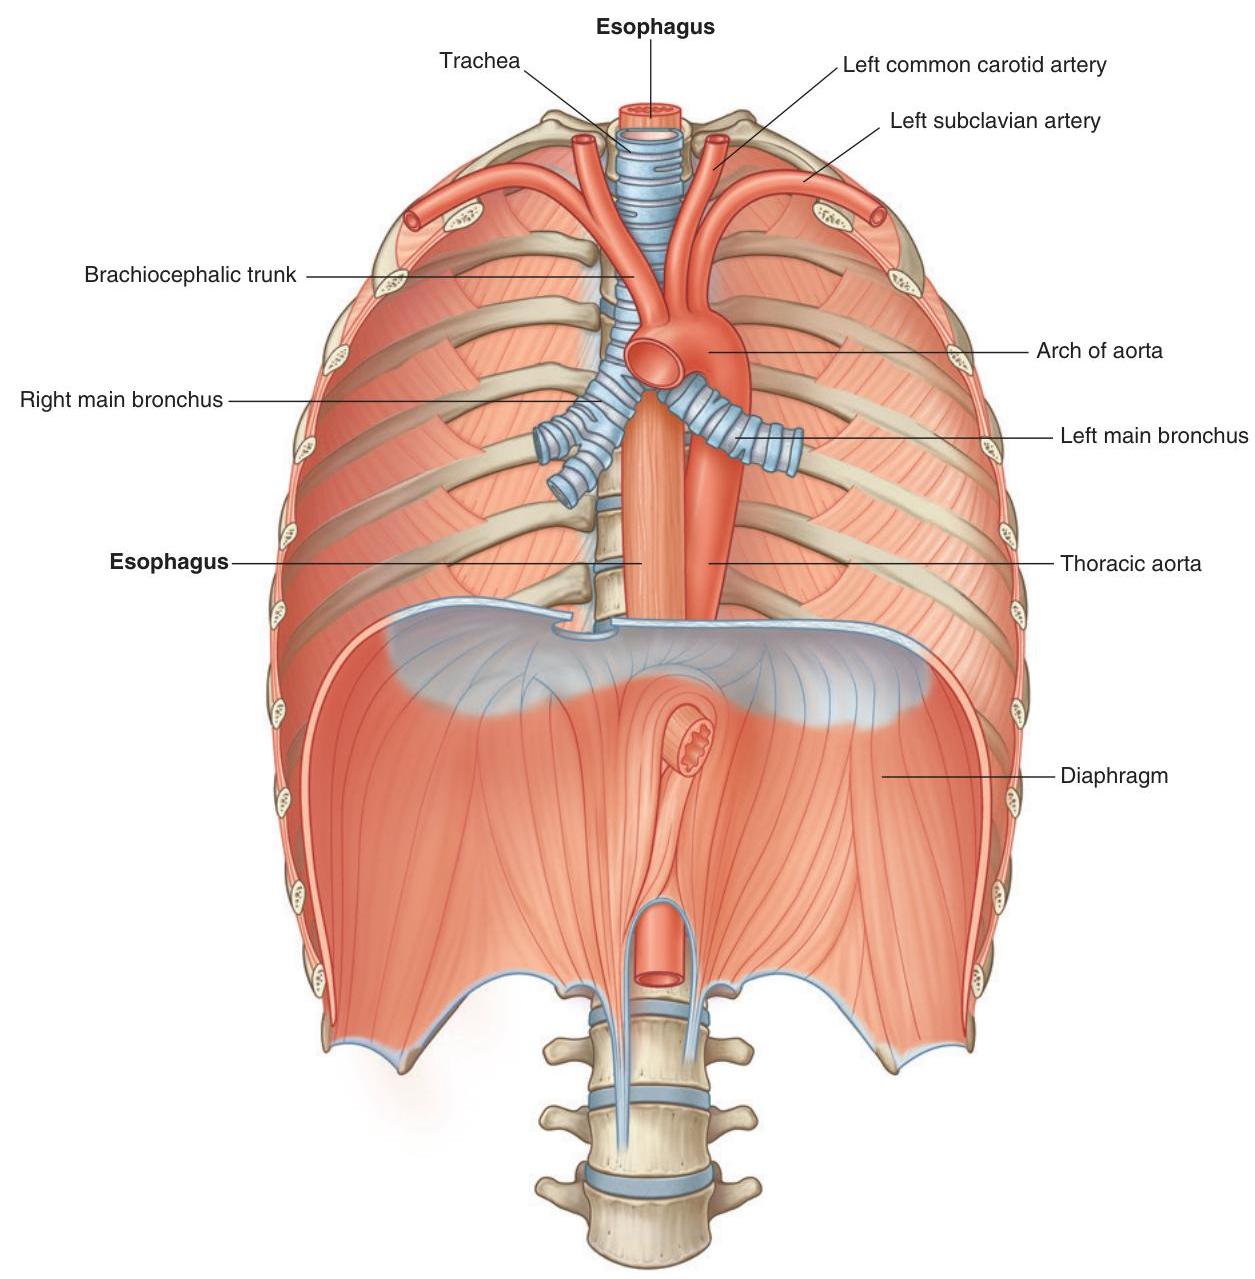 Esophagus
Trachea
Left common carotid artery
Left subclavian artery
Brachiocephalic trunk
Arch of aorta
Right main bronchus
Left main bronchus
Esophagus
Thoracic aorta
Diaphragm